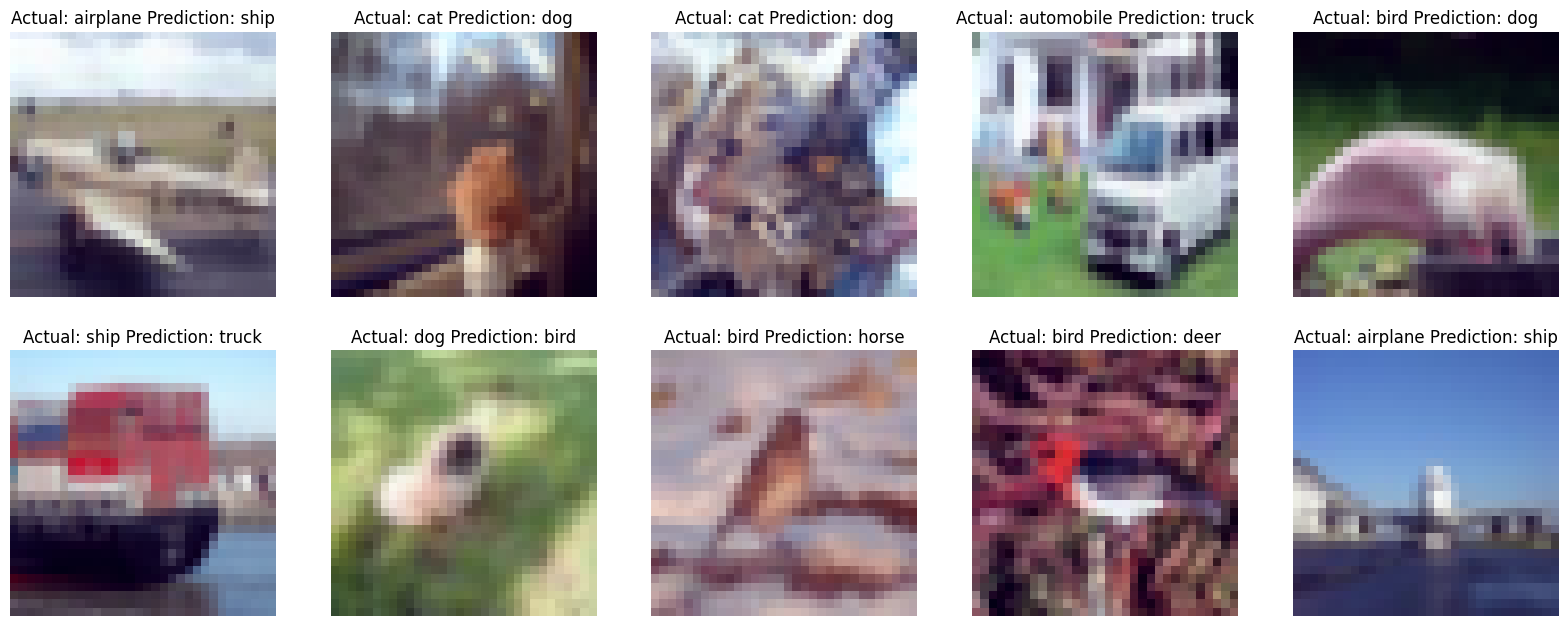 Actual: airplane Prediction: ship
Actual: cat Prediction: dog
Actual: cat Prediction: dog
Actual: automobile Prediction: truck
Actual: bird Prediction: dog
Actual: ship Prediction: truck
Actual: dog Prediction: bird
Actual: bird Prediction: horse
Actual: bird Prediction: deer
Actual: airplane Prediction: ship